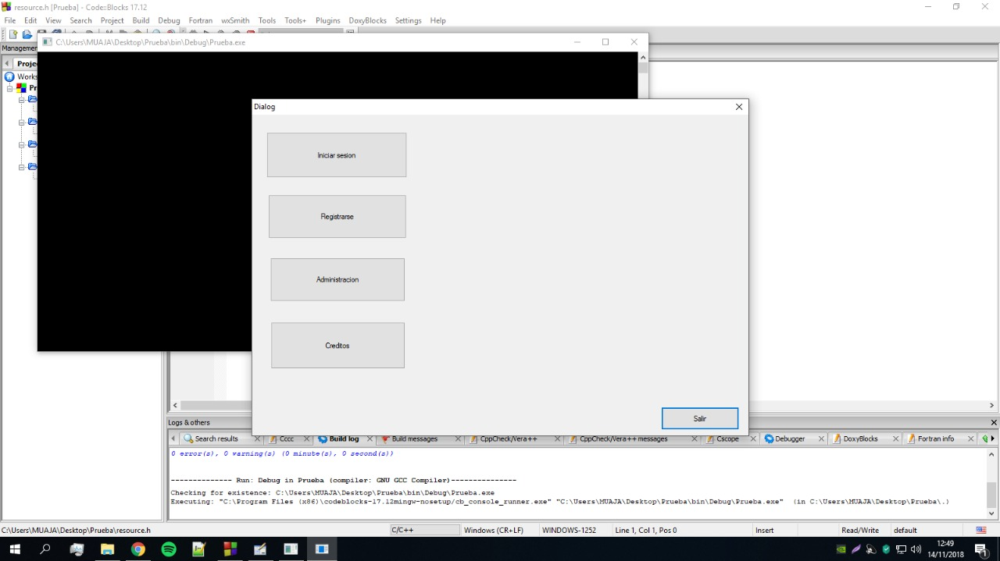 resource.h [Prueba] - Code::Blocks 17.12
File Edit View Search Project Build Debug Fortran wxSmith Tools Tools+ Plugins DoxyBlocks Settings Help
C:\Users\MUAJA\Desktop\Prueba\bin\Debug\Prueba.exe
Dialog
Iniciar sesion
Registrarse
Administracion
Creditos
Salir
Logs & others
Search results Cccc Build log Build messages CppCheck/Vera++ CppCheck/Vera++ messages Cscope Debugger DoxyBlocks Fortran info
0 error(s), 0 warning(s) (0 minute(s), 0 second(s))
-------------- Run: Debug in Prueba (compiler: GNU GCC Compiler)---------------
Checking for existence: C:\Users\MUAJA\Desktop\Prueba\bin\Debug\Prueba.exe
Executing: "C:\Program Files (x86)\codeblocks-17.12mingw-nosetup/cb_console_runner.exe" "C:\Users\MUAJA\Desktop\Prueba\bin\Debug\Prueba.exe"  (in C:\Users\MUAJA\Desktop\Prueba\.)
C:\Users\MUAJA\Desktop\Prueba\resource.h C/C++ Windows (CR+LF) WINDOWS-1252 Line 1, Col 1, Pos 0 Insert Read/Write default
12:49
14/11/2018